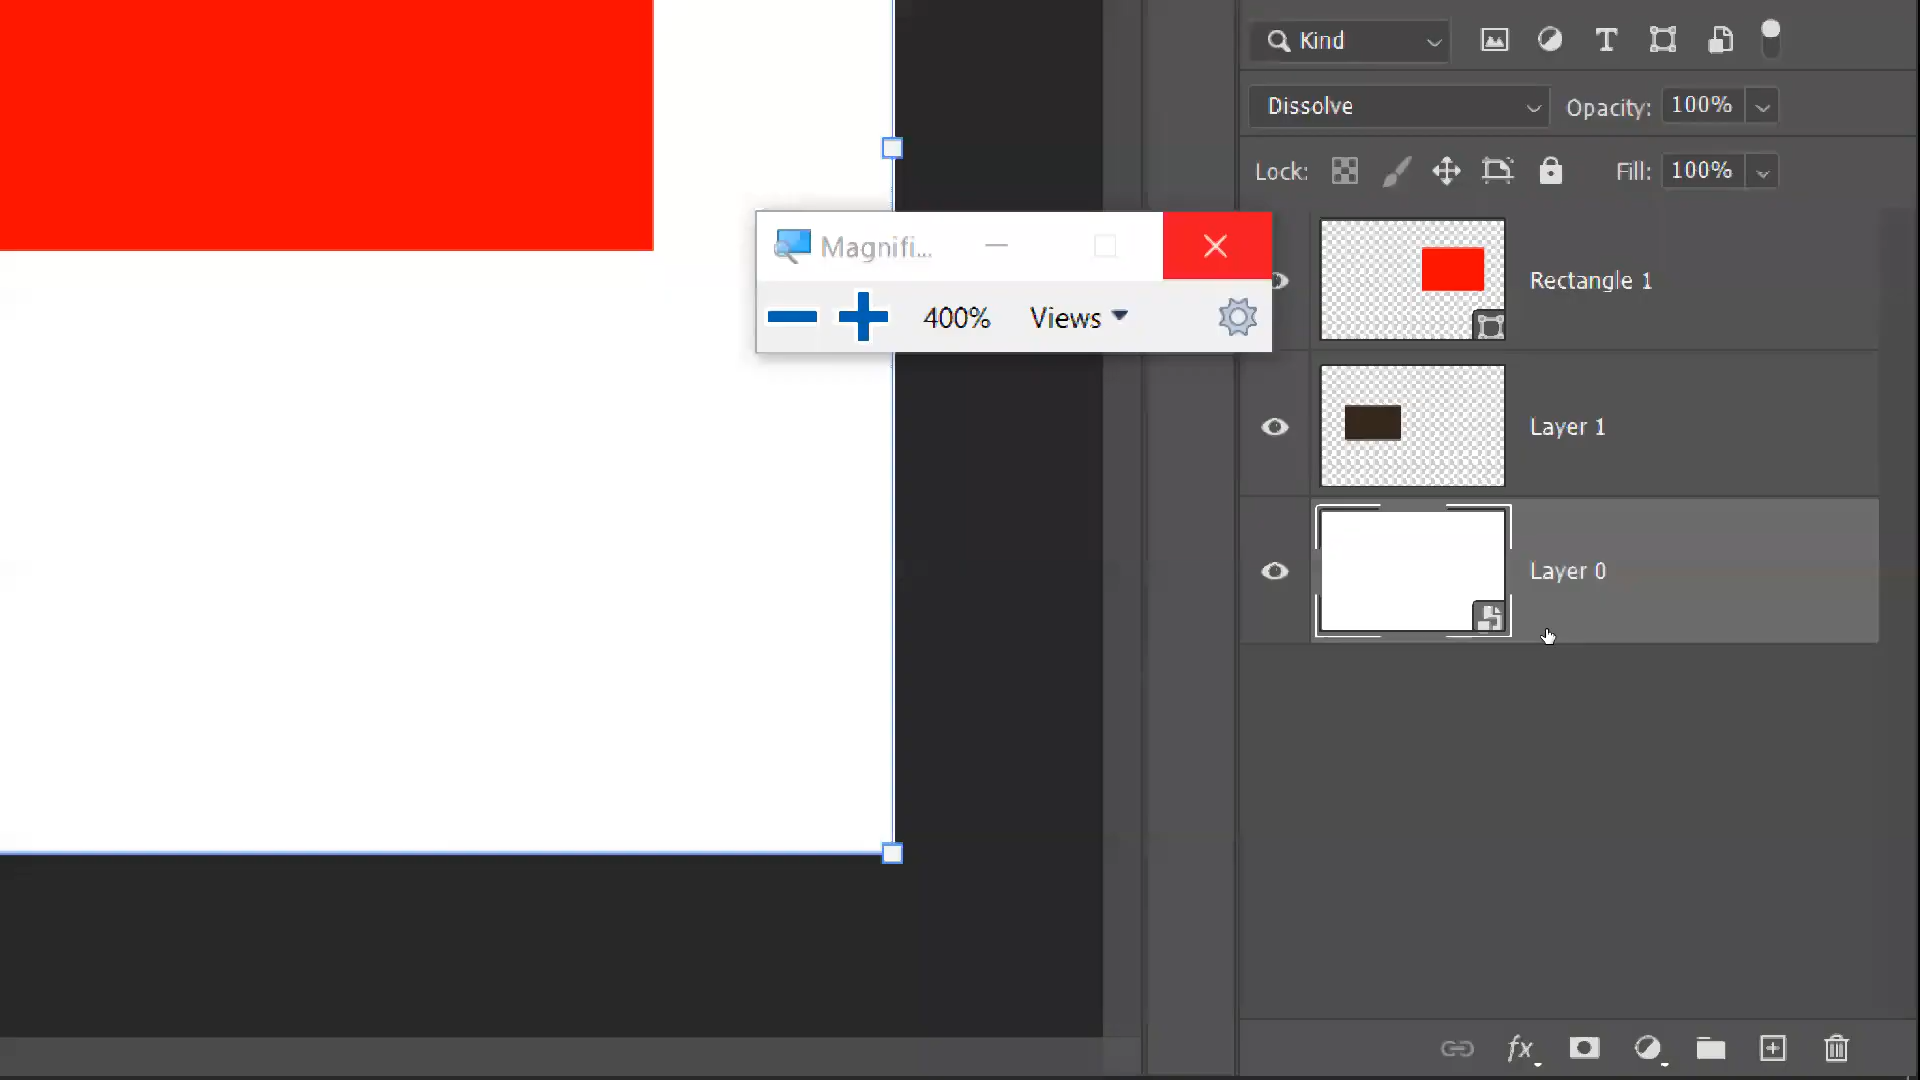 Kind
Dissolve
Opacity: 100%
Lock:
Fill: 100%
Magnifi...
400% Views
Rectangle 1
Layer 1
Layer 0
fx